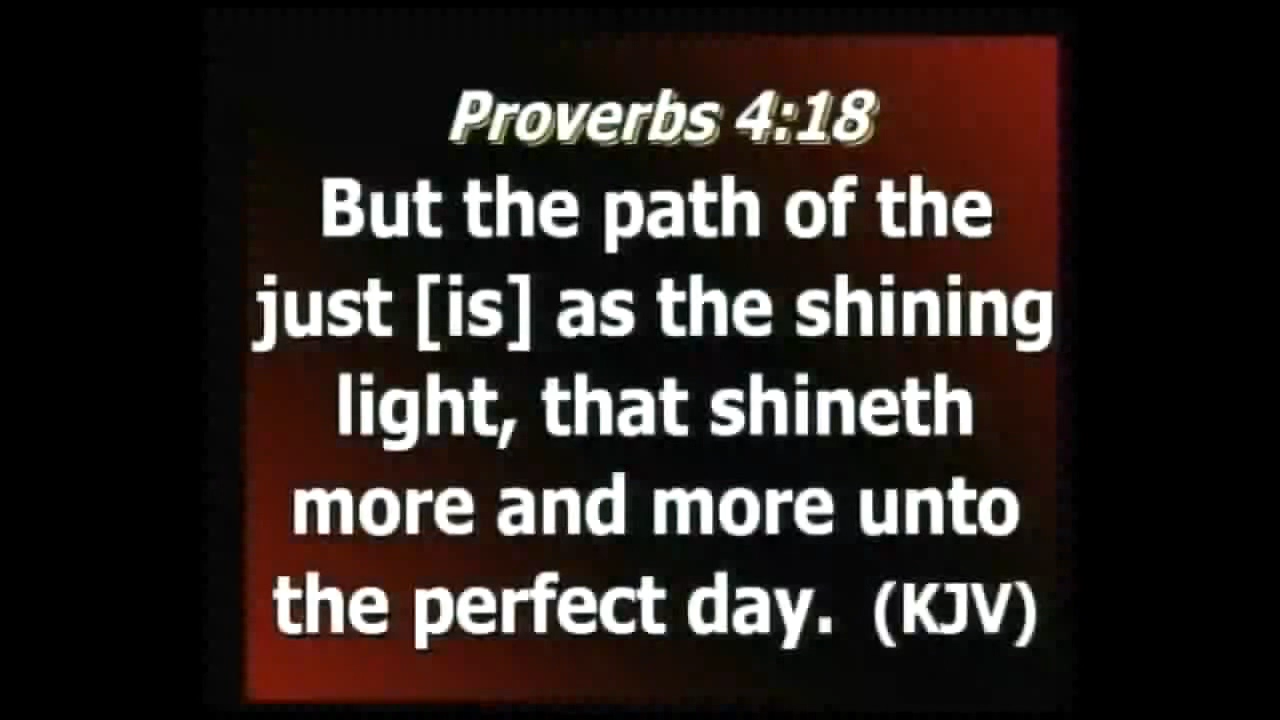 Proverbs 4:18
But the path of the
just [is] as the shining
light, that shineth
more and more unto
the perfect day. (KJV)